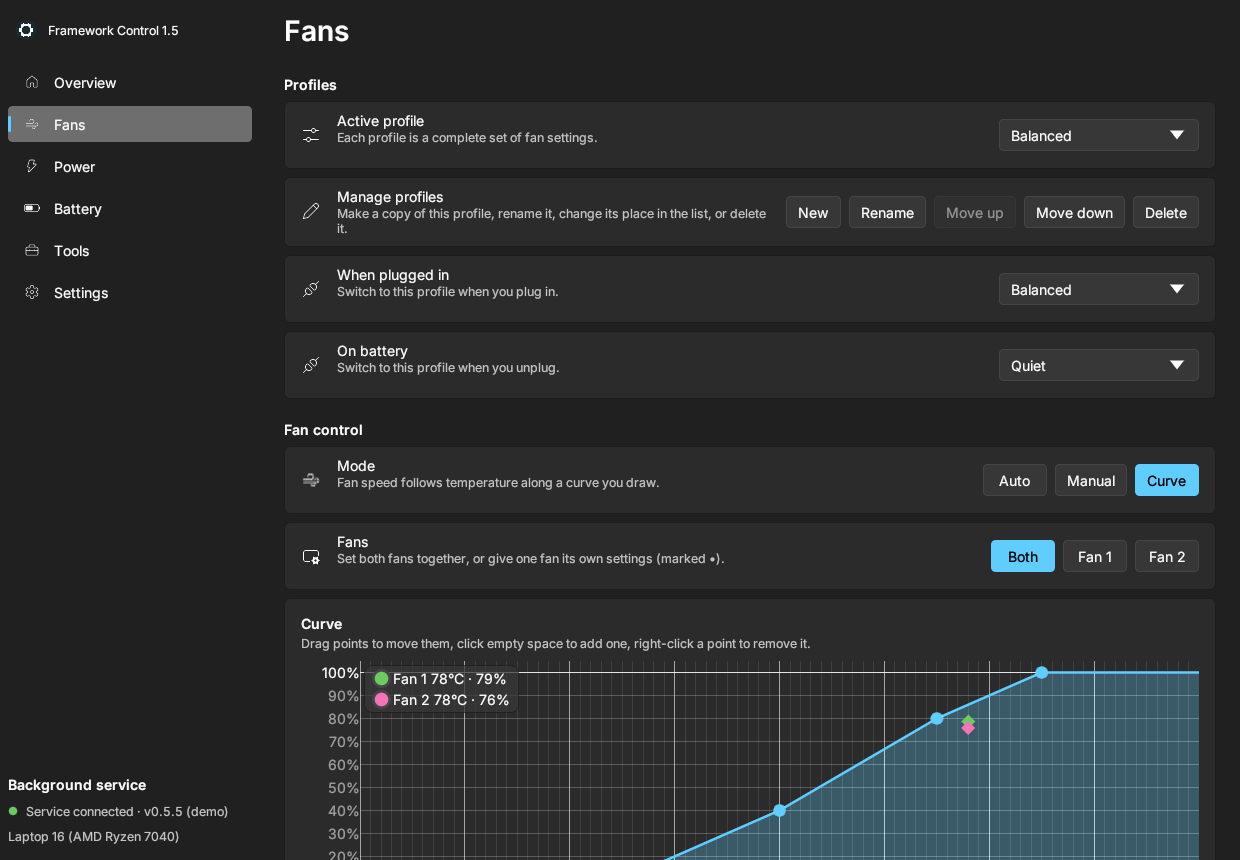 Framework Control 1.5
Overview
Fans
Power
Battery
Tools
Settings
Background service
Service connected · v0.5.5 (demo)
Laptop 16 (AMD Ryzen 7040)
Fans
Profiles
Active profile
Each profile is a complete set of fan settings.
Balanced
Manage profiles
Make a copy of this profile, rename it, change its place in the list, or delete
it.
New
Rename
Move up
Move down
Delete
When plugged in
Switch to this profile when you plug in.
Balanced
On battery
Switch to this profile when you unplug.
Quiet
Fan control
Mode
Fan speed follows temperature along a curve you draw.
Auto
Manual
Curve
Fans
Set both fans together, or give one fan its own settings (marked •).
Both
Fan 1
Fan 2
Curve
Drag points to move them, click empty space to add one, right-click a point to remove it.
100%
Fan 1 78°C · 79%
90%
Fan 2 78°C · 76%
80%
70%
60%
50%
40%
30%
20%